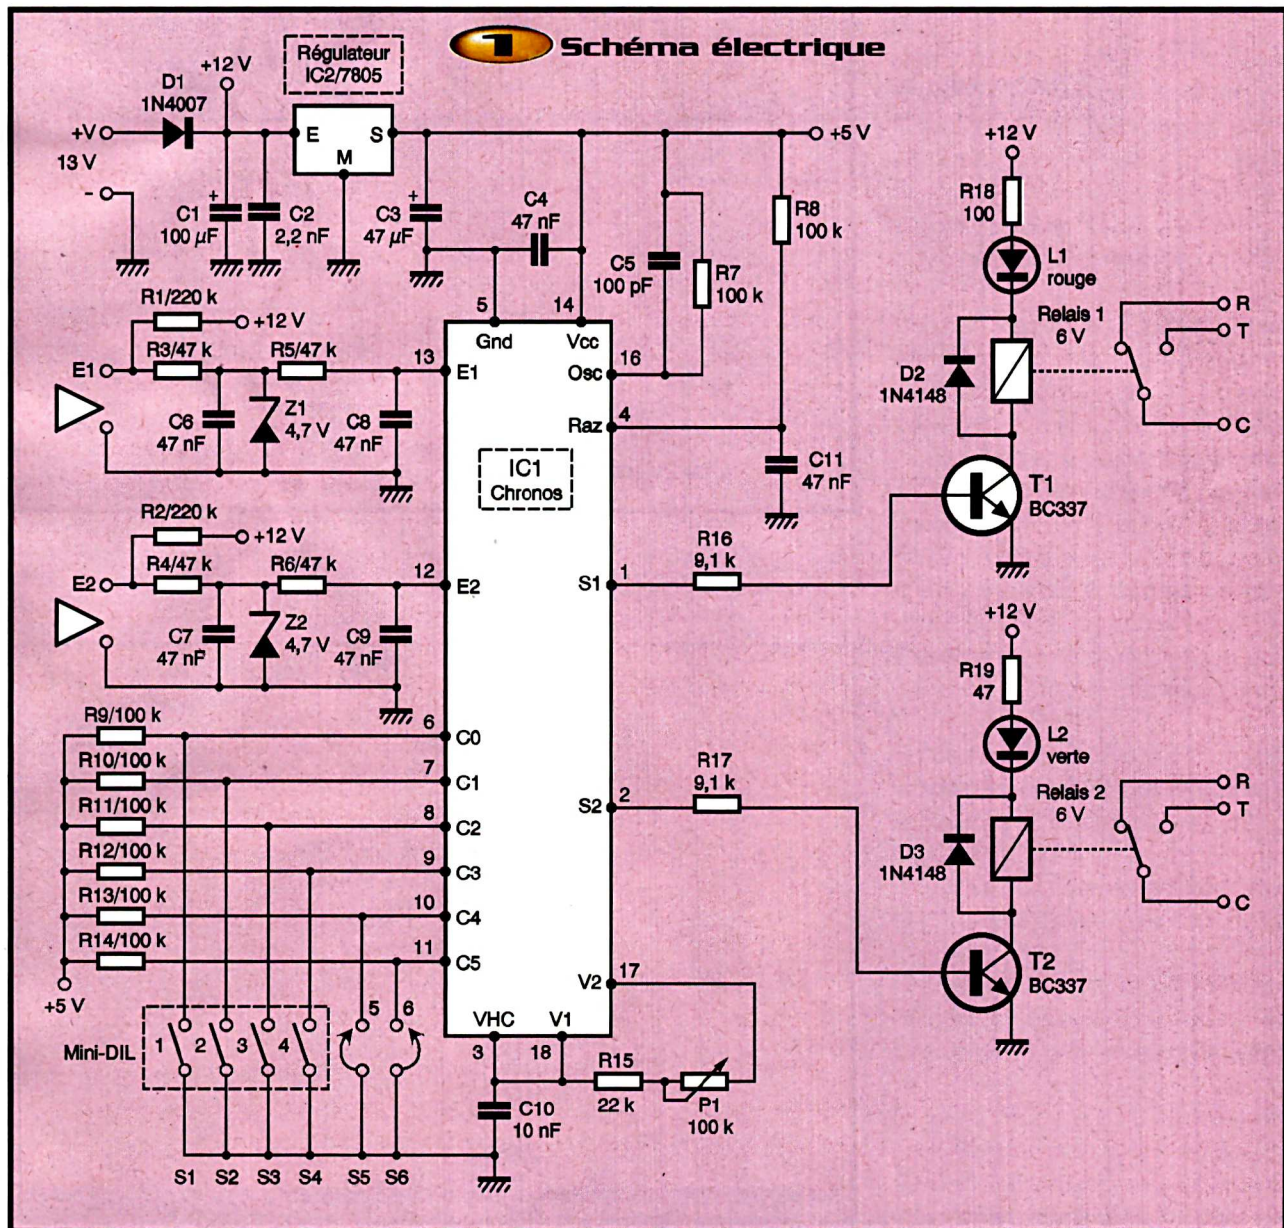 1 Schéma électrique
Régulateur
IC2/7805
+12 V
D1
1N4007
+V
13 V
-
E
S
M
+5 V
+
C1
100 µF
C2
2,2 nF
+
C3
47 µF
C4
47 nF
C5
100 pF
R7
100 k
R8
100 k
+12 V
R18
100
L1
rouge
Relais 1
6 V
R
T
C
D2
1N4148
T1
BC337
R1/220 k
+12 V
R3/47 k
R5/47 k
E1
C6
47 nF
Z1
4,7 V
C8
47 nF
13
5
14
Gnd
Vcc
16
E1
Osc
4
Raz
IC1
Chronos
C11
47 nF
R2/220 k
+12 V
R4/47 k
R6/47 k
E2
C7
47 nF
Z2
4,7 V
C9
47 nF
12
E2
S1
1
R16
9,1 k
+12 V
R19
47
L2
verte
Relais 2
6 V
R
T
C
D3
1N4148
T2
BC337
R9/100 k
6
C0
R10/100 k
7
C1
R11/100 k
8
C2
R12/100 k
9
C3
R13/100 k
10
C4
R14/100 k
11
C5
+5 V
S2
2
R17
9,1 k
V2
17
VHC
V1
3
18
R15
22 k
P1
100 k
C10
10 nF
Mini-DIL
1
2
3
4
5
6
S1
S2
S3
S4
S5
S6